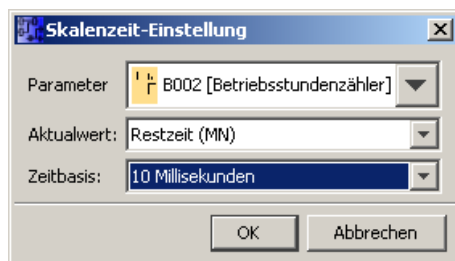 Skalenzeit-Einstellung
Parameter B002 [Betriebsstundenzähler]
Aktualwert: Restzeit (MN)
Zeitbasis: 10 Millisekunden
OK Abbrechen